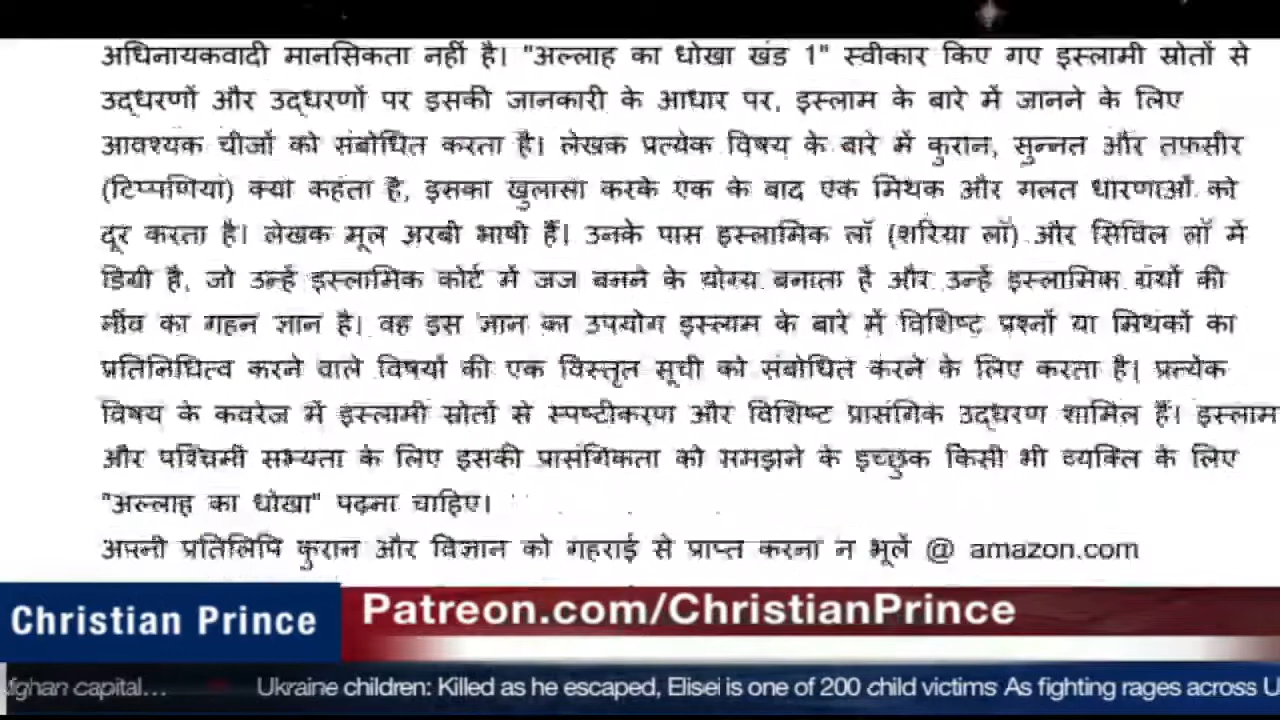 अधिनायकवादी मानसिकता नहीं है। "अल्लाह का धोखा खंड 1" स्वीकार किए गए इस्लामी स्रोतों से
उद्धरणों और उद्धरणों पर इसकी जानकारी के आधार पर, इस्लाम के बारे में जानने के लिए
आवश्यक चीजों को संबोधित करता है। लेखक प्रत्येक विषय के बारे में कुरान, सुन्नत और तफ़सीर
(टिप्पणियां) क्या कहता है, इसका खुलासा करके एक के बाद एक मिथक और गलत धारणाओं को
दूर करता है। लेखक मूल अरबी भाषी हैं। उनके पास इस्लामिक लॉ (शरिया लॉ) और सिविल लॉ में
डिग्री है, जो उन्हें इस्लामिक कोर्ट में जज बनने के योग्य बनाता है और उन्हें इस्लामिक ग्रंथों की
नींव का गहन ज्ञान है। वह इस ज्ञान का उपयोग इस्लाम के बारे में विशिष्ट प्रश्नों या मिथकों का
प्रतिनिधित्व करने वाले विषयों की एक विस्तृत सूची को संबोधित करने के लिए करता है। प्रत्येक
विषय के कवरेज में इस्लामी स्रोतों से स्पष्टीकरण और विशिष्ट प्रासंगिक उद्धरण शामिल हैं। इस्लाम
और पश्चिमी सभ्यता के लिए इसकी प्रासंगिकता को समझने के इच्छुक किसी भी व्यक्ति के लिए
"अल्लाह का धोखा" पढ़ना चाहिए।
अपनी प्रतिलिपि कुरान और विज्ञान को गहराई से प्राप्त करना न भूलें @ amazon.com
Christian Prince
Patreon.com/ChristianPrince
fghan capital... Ukraine children: Killed as he escaped, Elisei is one of 200 child victims As fighting rages across U